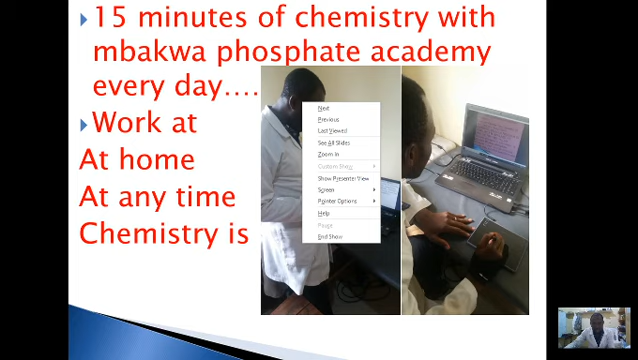 15 minutes of chemistry with
mbakwa phosphate academy
every day....
Work at
At home
At any time
Chemistry is
Next
Previous
Last Viewed
See All Slides
Zoom In
Custom Show
Show Presenter View
Screen
Pointer Options
Help
Pause
End Show